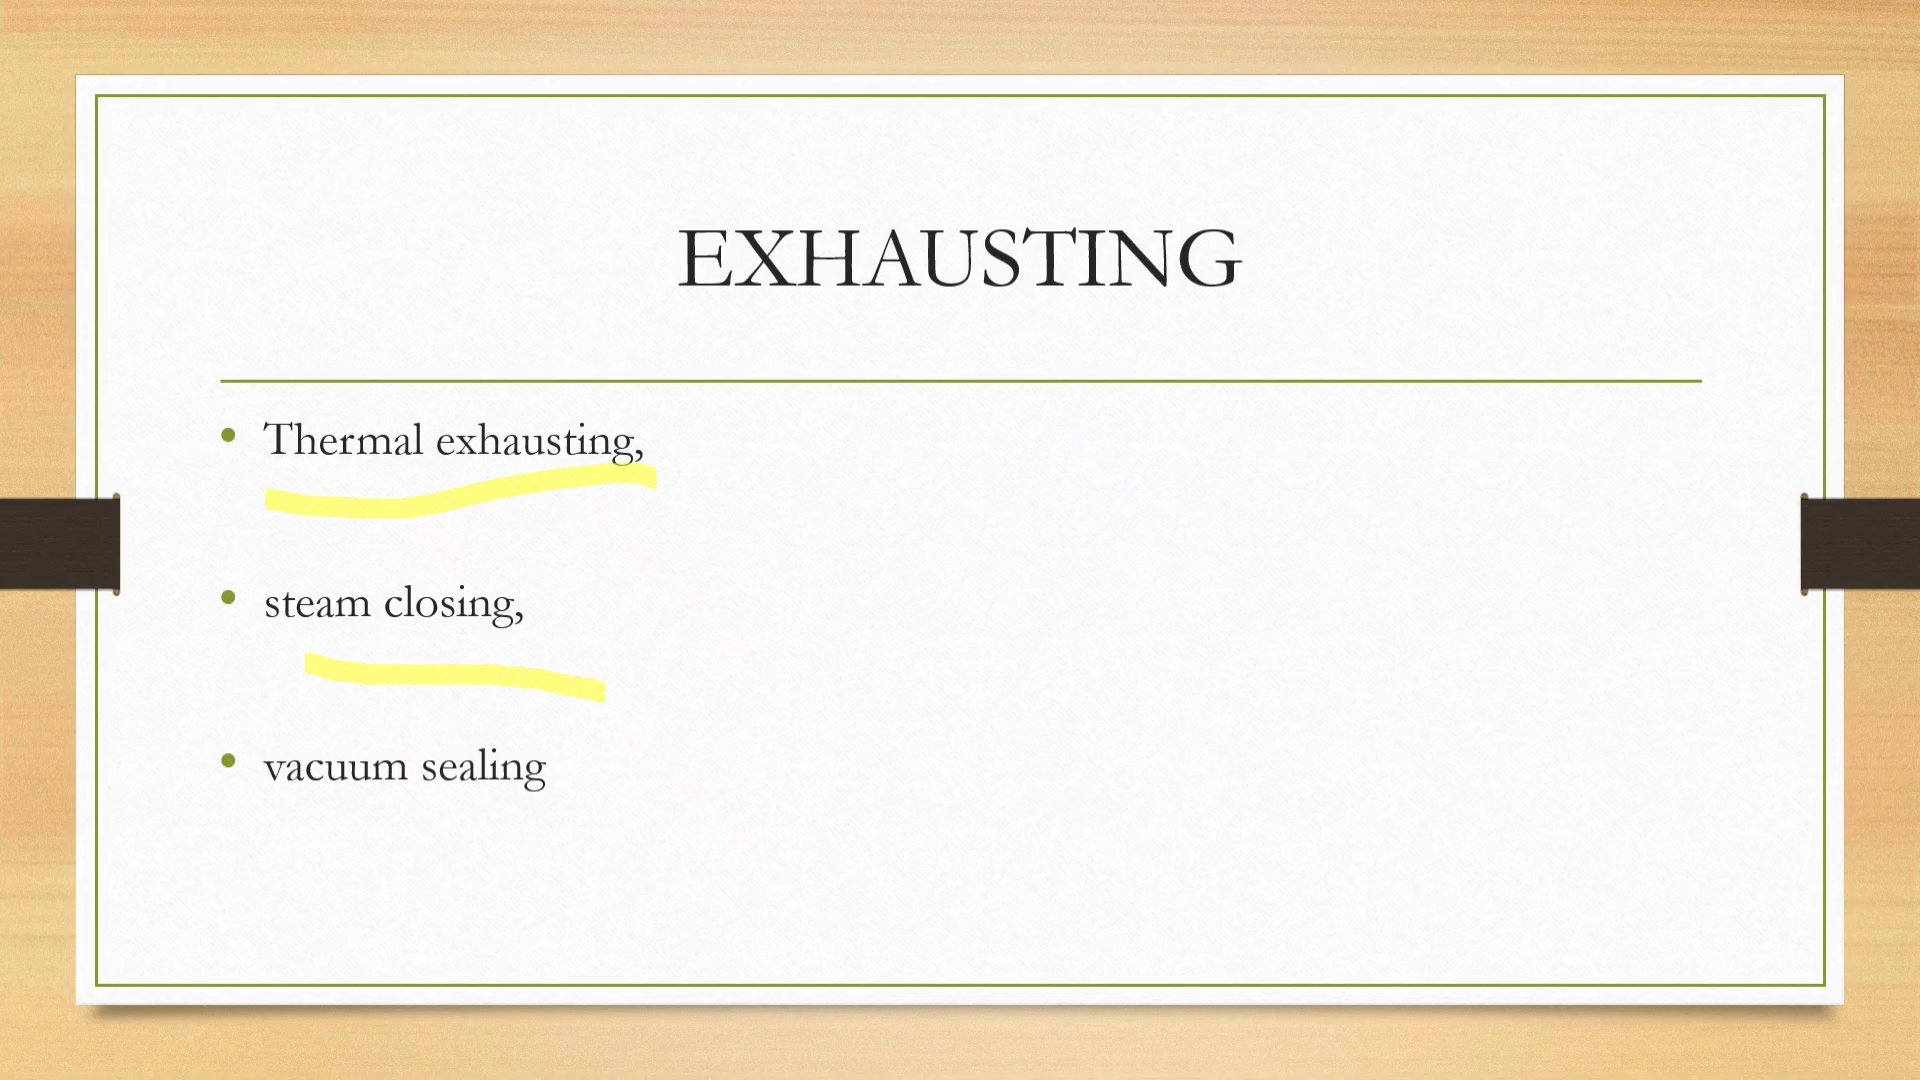 EXHAUSTING
• Thermal exhausting,
• steam closing,
• vacuum sealing